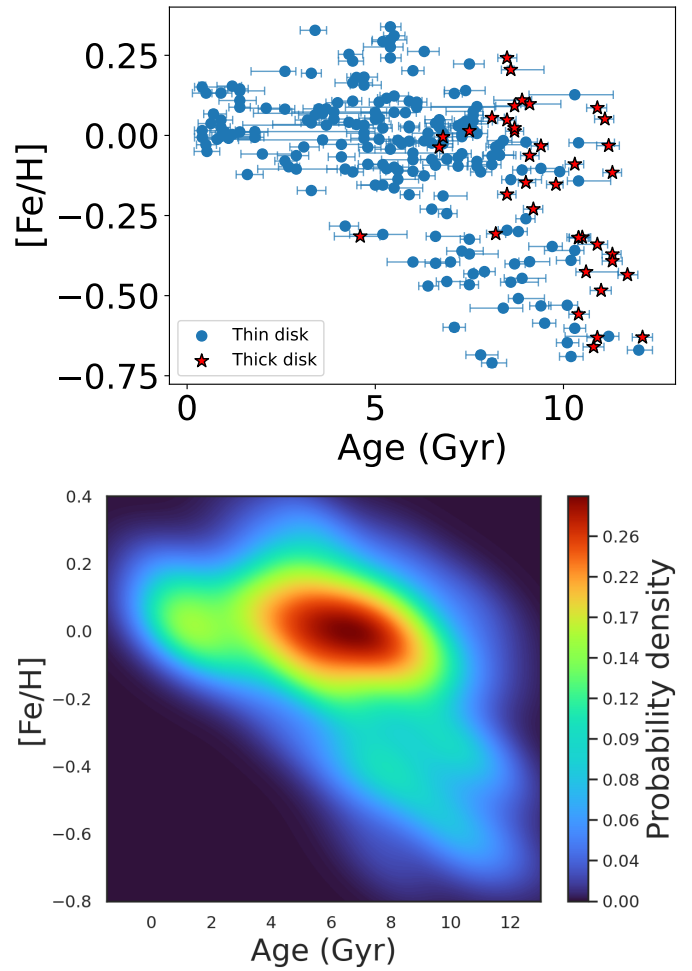 0.25
0.00
−0.25
−0.50
−0.75
[Fe/H]
Thin disk
Thick disk
0 5 10
Age (Gyr)
0.4
0.2
0.0
−0.2
−0.4
−0.6
−0.8
[Fe/H]
0 2 4 6 8 10 12
Age (Gyr)
0.26
0.22
0.17
0.14
0.12
0.09
0.08
0.06
0.04
0.00
Probability density